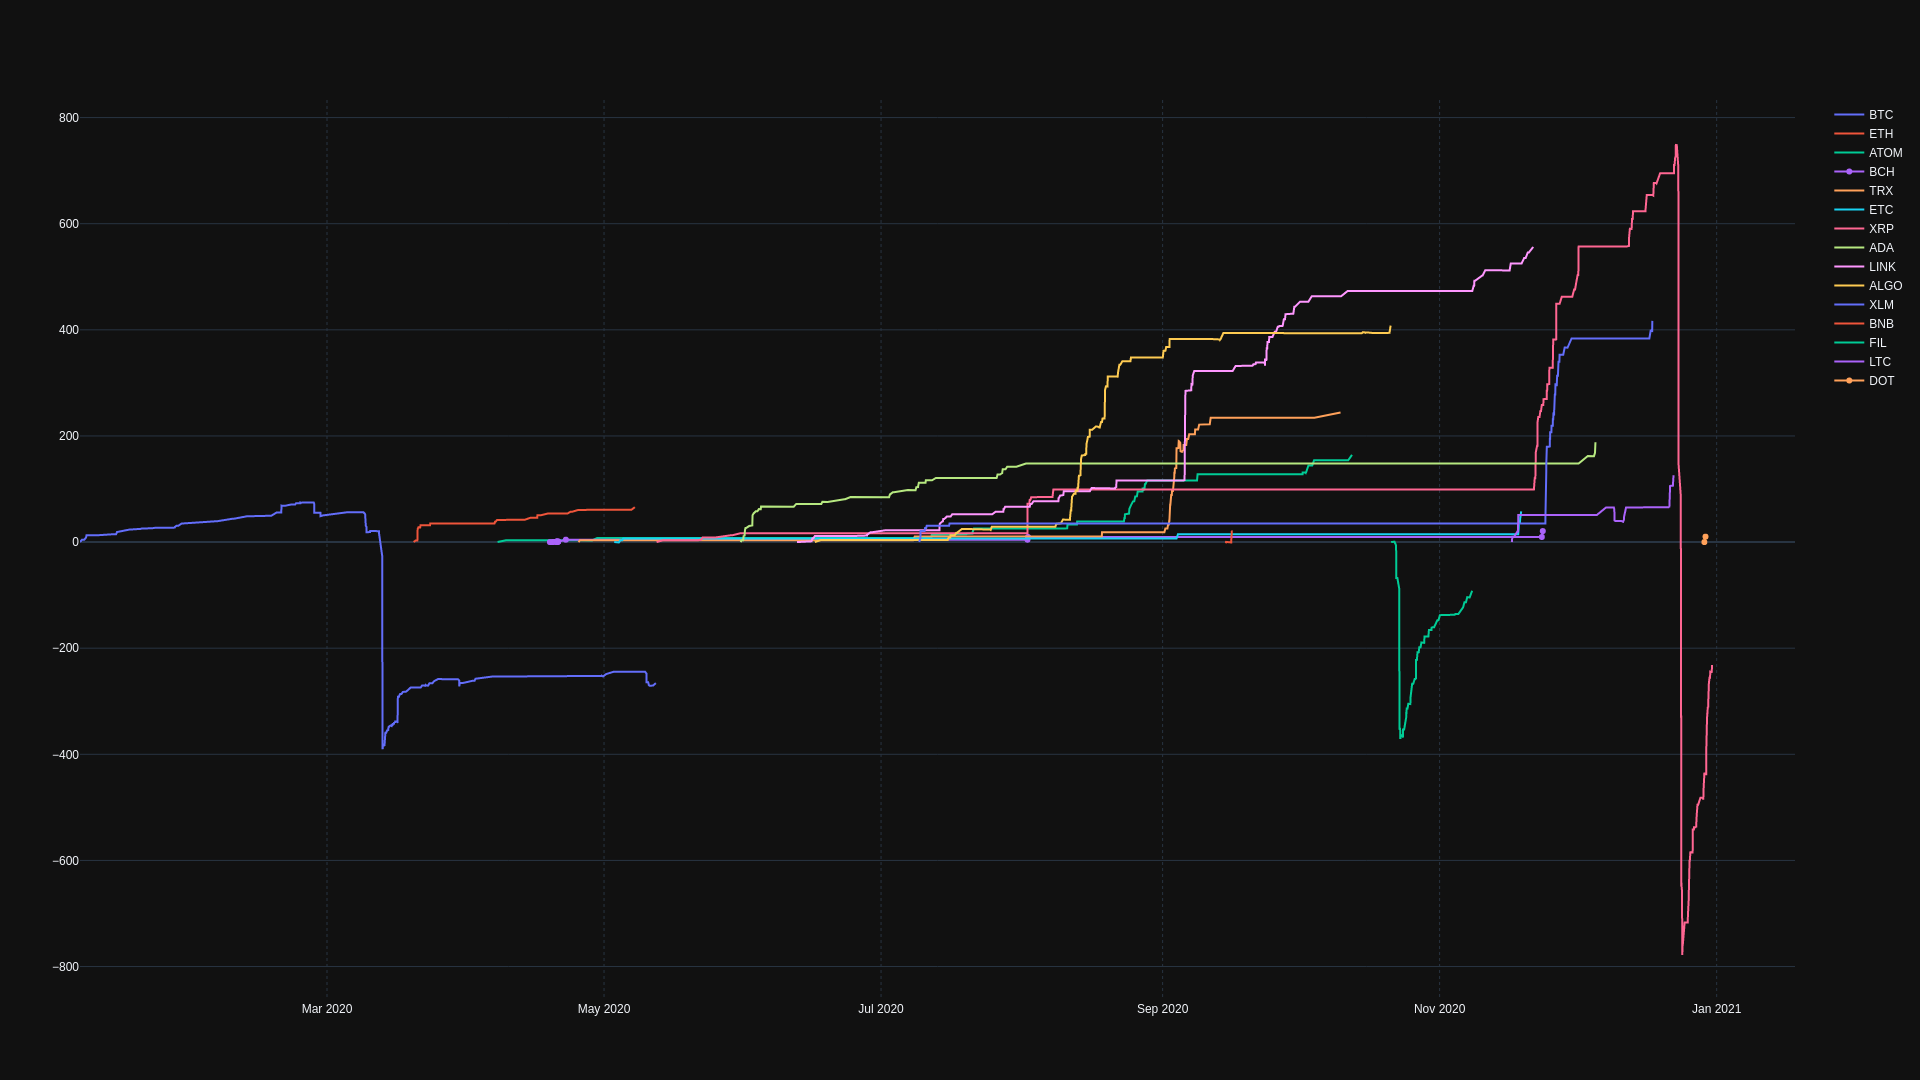 800
600
400
200
0
−200
−400
−600
−800
Mar 2020
May 2020
Jul 2020
Sep 2020
Nov 2020
Jan 2021
BTC
ETH
ATOM
BCH
TRX
ETC
XRP
ADA
LINK
ALGO
XLM
BNB
FIL
LTC
DOT